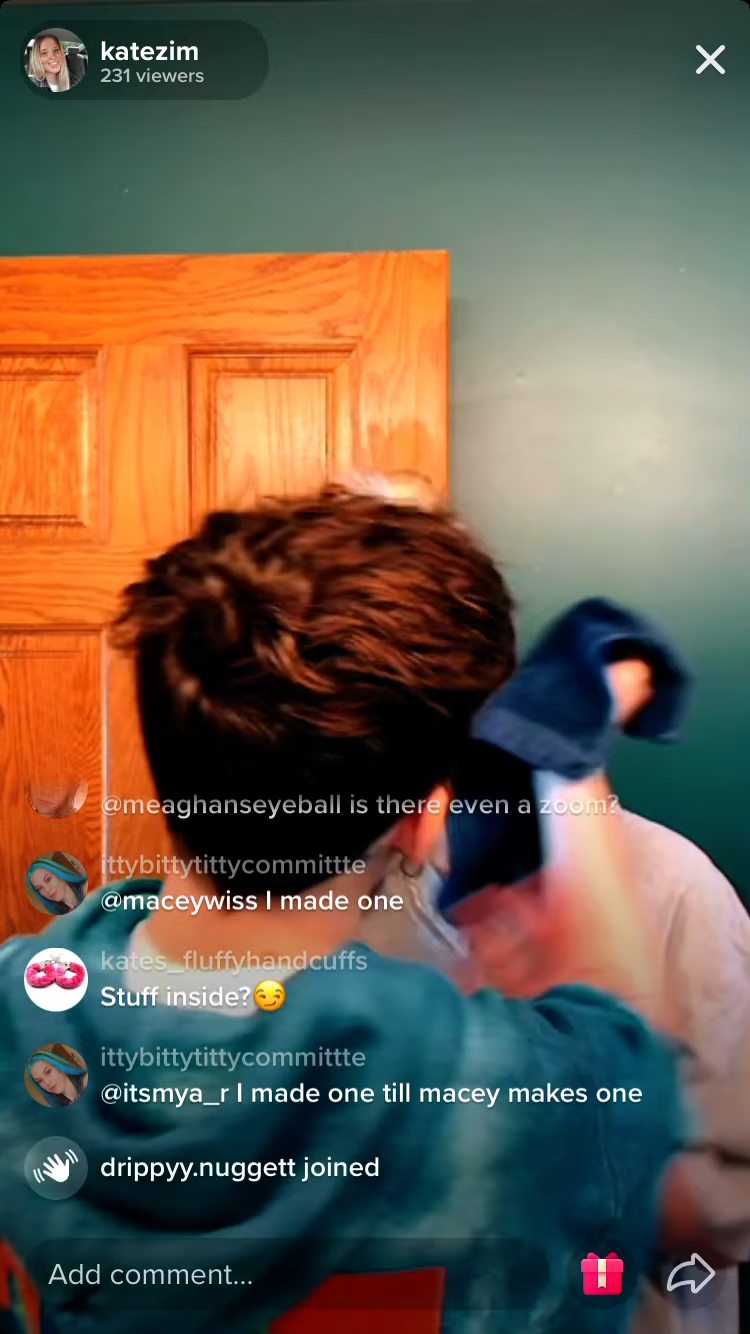 katezim
231 viewers
@meaghanseyeball is there even a zoom?
ittybittytittycommittte
@maceywiss I made one
kates_fluffyhandcuffs
Stuff inside?😏
ittybittytittycommittte
@itsmya_r I made one till macey makes one
drippyy.nuggett joined
Add comment...